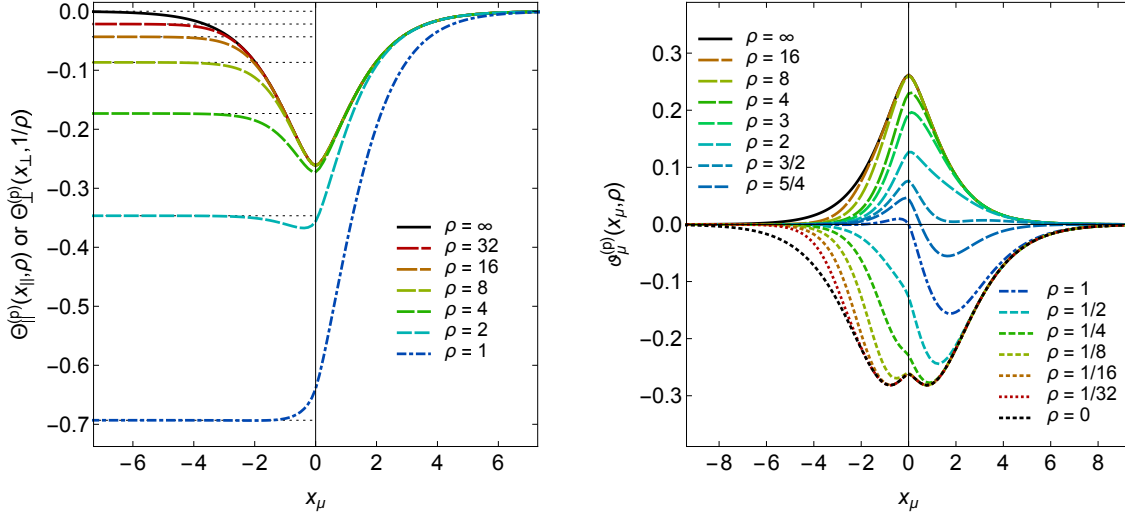 Θ∥⁽ᵖ⁾(x∥,ρ) or Θ⊥⁽ᵖ⁾(x⊥,1/ρ)
0.0
-0.1
-0.2
-0.3
-0.4
-0.5
-0.6
-0.7
ρ = ∞
ρ = 32
ρ = 16
ρ = 8
ρ = 4
ρ = 2
ρ = 1
-6 -4 -2 0 2 4 6
xμ
ϑμ⁽ᵖ⁾(xμ,ρ)
0.3
0.2
0.1
0.0
-0.1
-0.2
-0.3
ρ = ∞
ρ = 16
ρ = 8
ρ = 4
ρ = 3
ρ = 2
ρ = 3/2
ρ = 5/4
ρ = 1
ρ = 1/2
ρ = 1/4
ρ = 1/8
ρ = 1/16
ρ = 1/32
ρ = 0
-8 -6 -4 -2 0 2 4 6 8
xμ